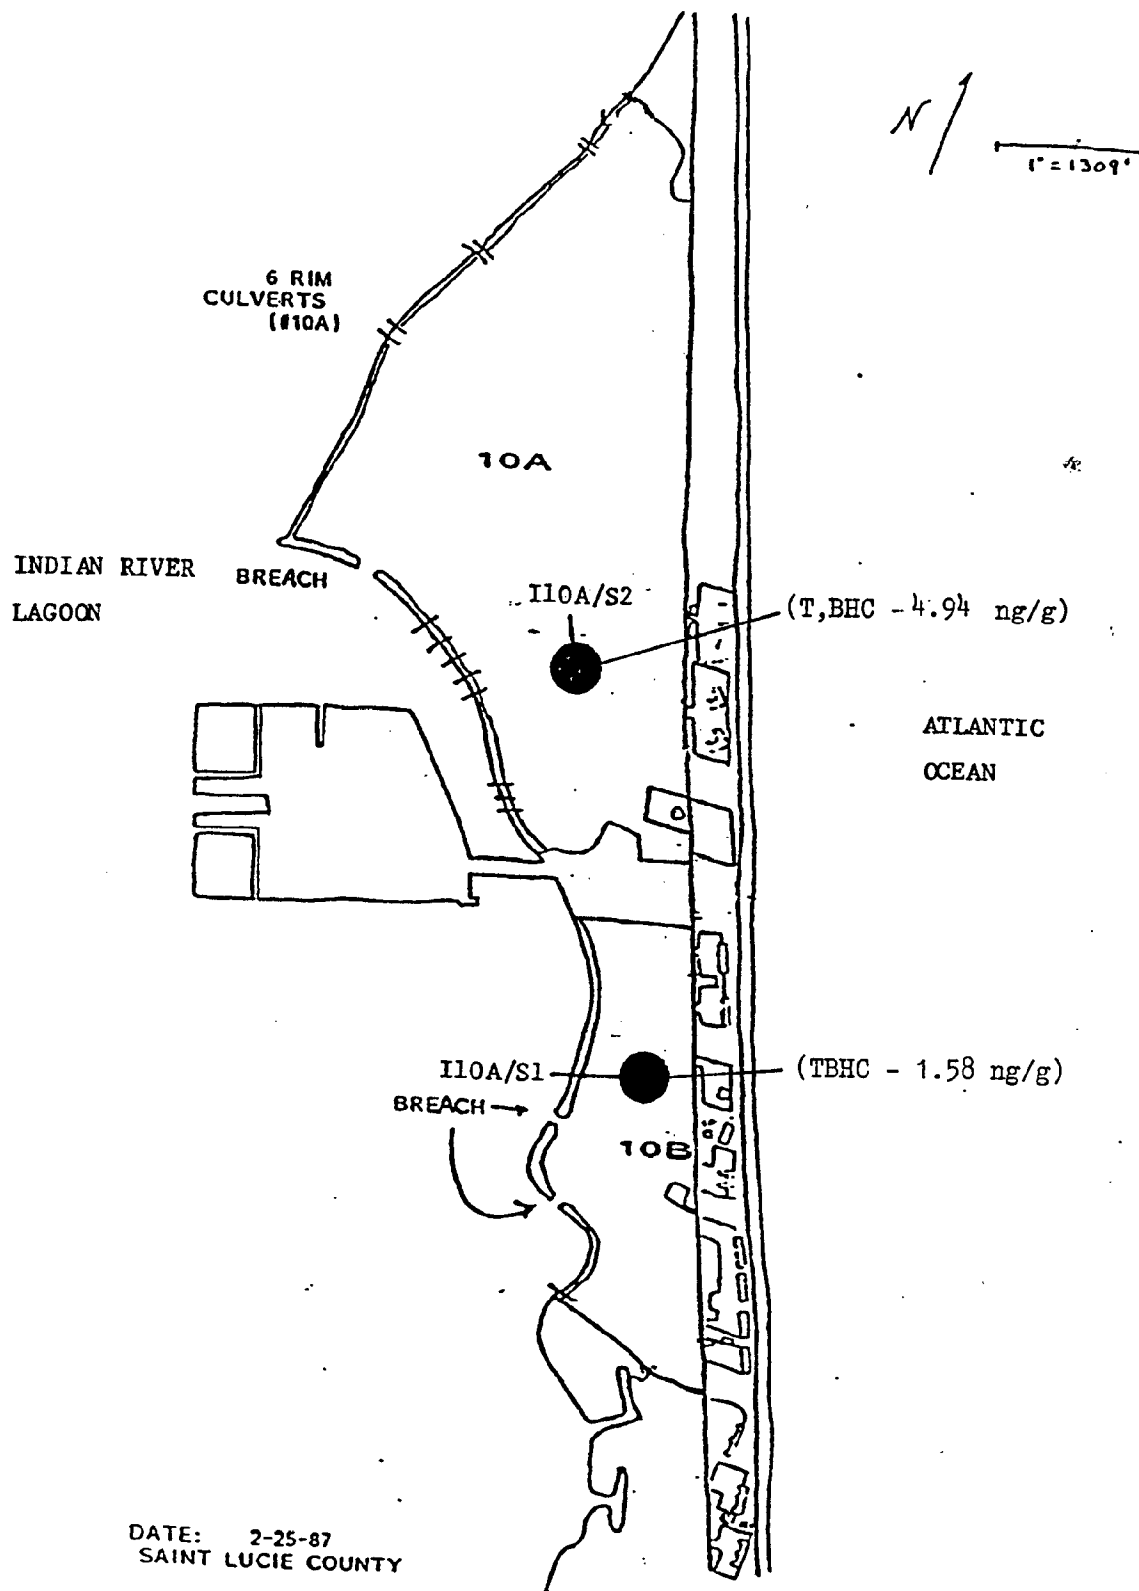 N
1" = 1309'
6 RIM
CULVERTS
(#10A)
10A
INDIAN RIVER
LAGOON
BREACH
I10A/S2
(T,BHC - 4.94 ng/g)
ATLANTIC
OCEAN
I10A/S1
(TBHC - 1.58 ng/g)
BREACH
10B
DATE: 2-25-87
SAINT LUCIE COUNTY